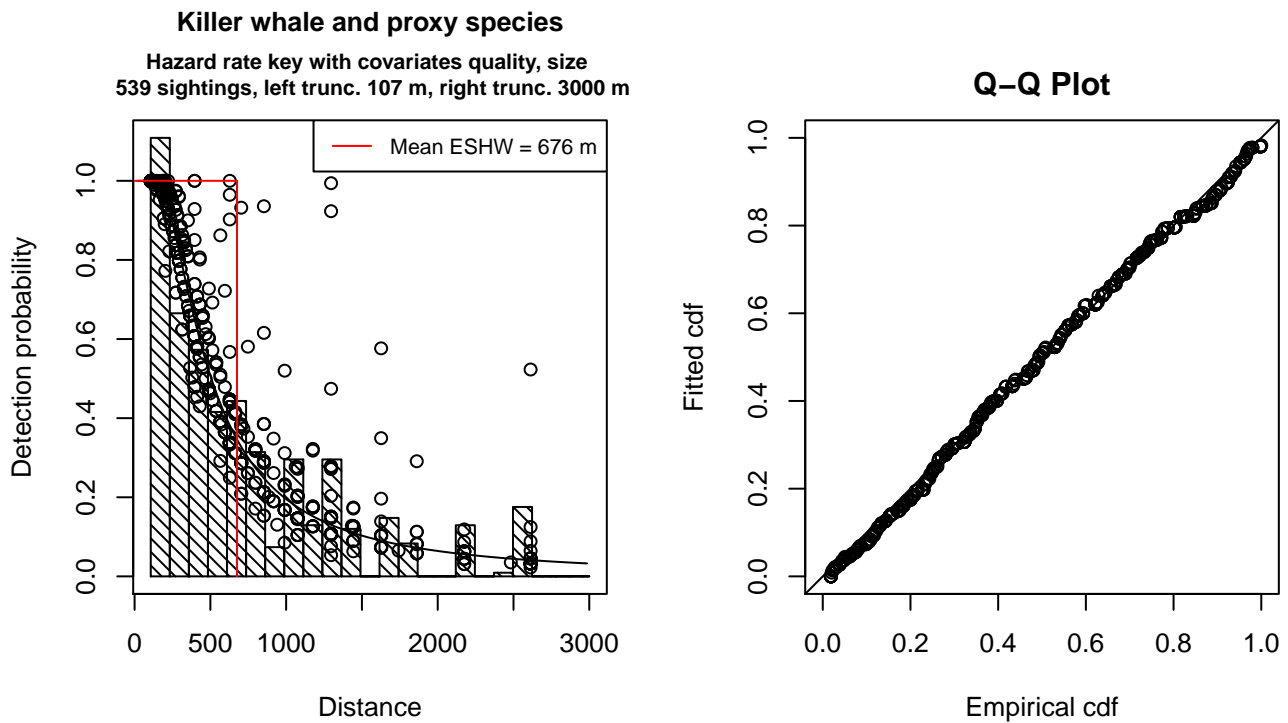 Killer whale and proxy species
Hazard rate key with covariates quality, size
539 sightings, left trunc. 107 m, right trunc. 3000 m
Mean ESHW = 676 m
Detection probability
1.0
0.8
0.6
0.4
0.2
0.0
0 500 1000 2000 3000
Distance
Q−Q Plot
Fitted cdf
1.0
0.8
0.6
0.4
0.2
0.0
0.0 0.2 0.4 0.6 0.8 1.0
Empirical cdf